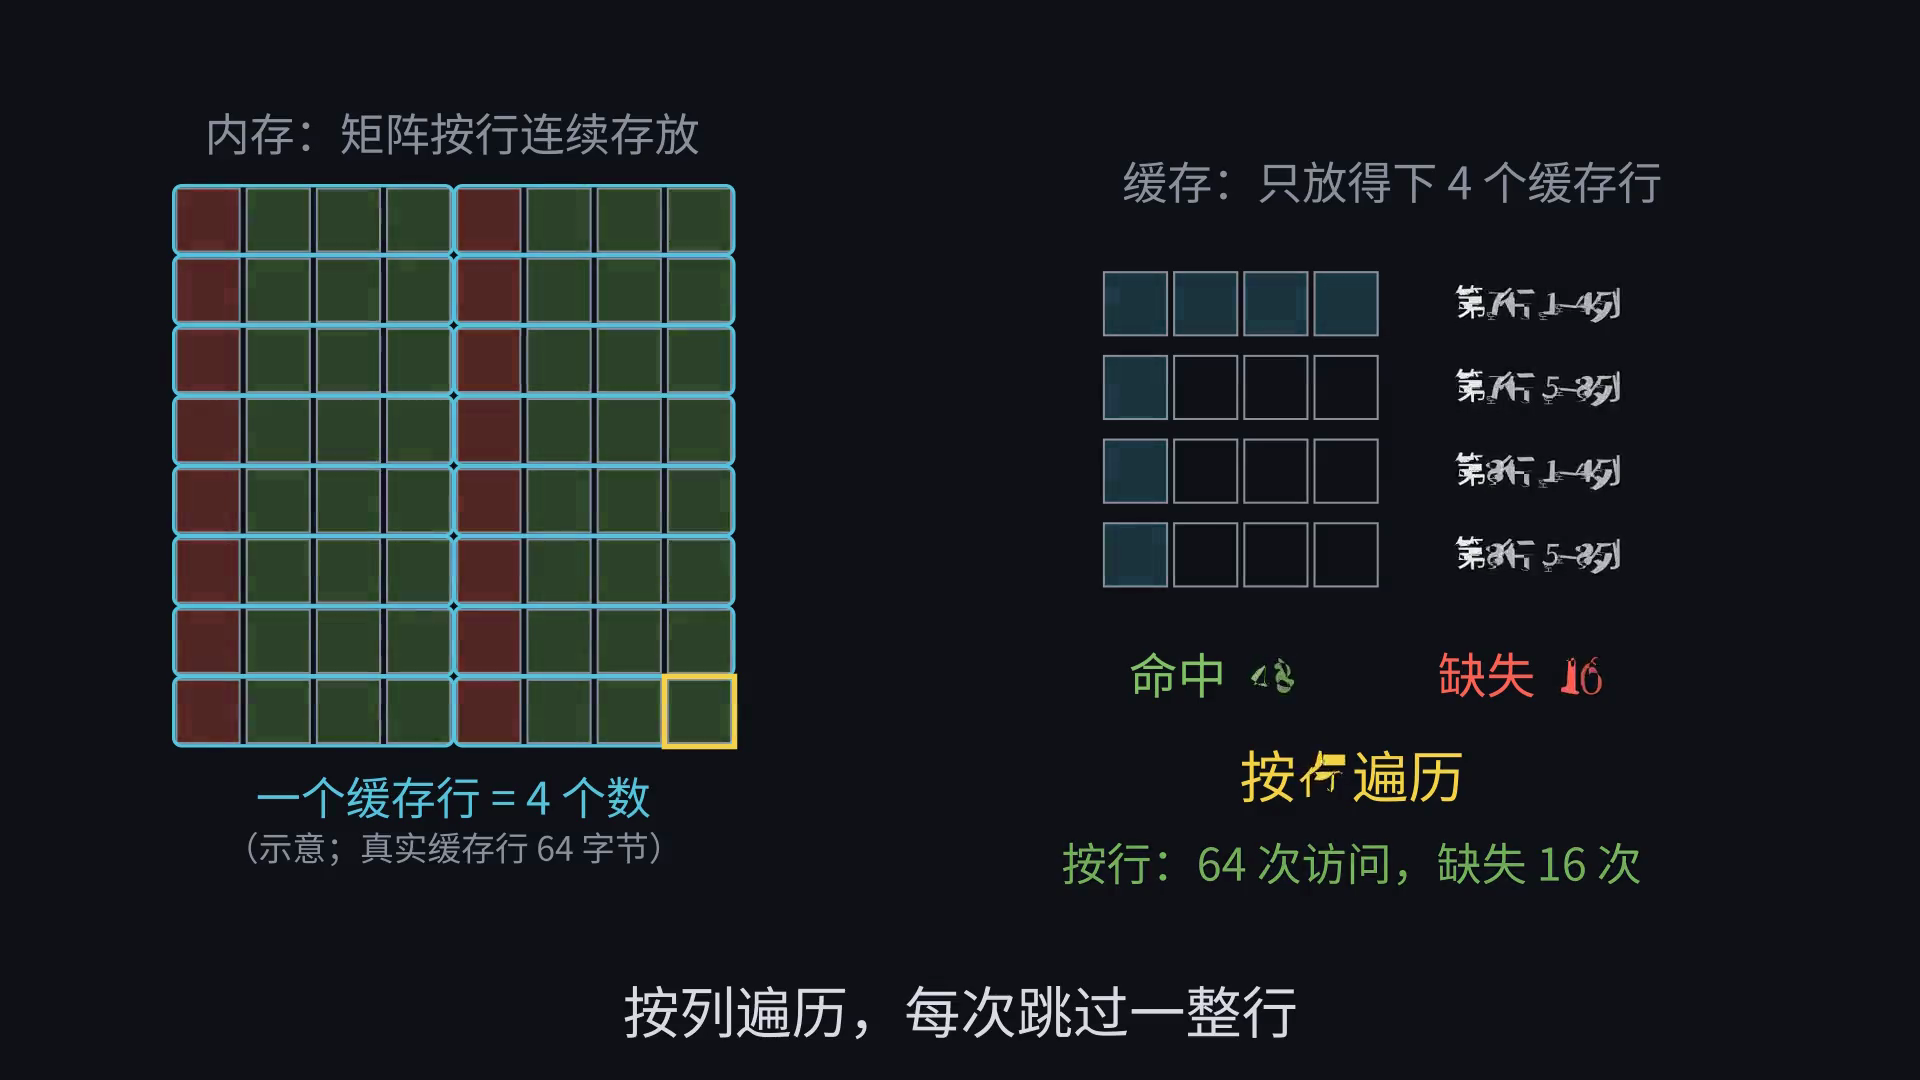 内存：矩阵按行连续存放
一个缓存行 = 4 个数
（示意；真实缓存行 64 字节）
缓存：只放得下 4 个缓存行
命中
缺失 16
按行遍历
按行：64 次访问，缺失 16 次
按列遍历，每次跳过一整行